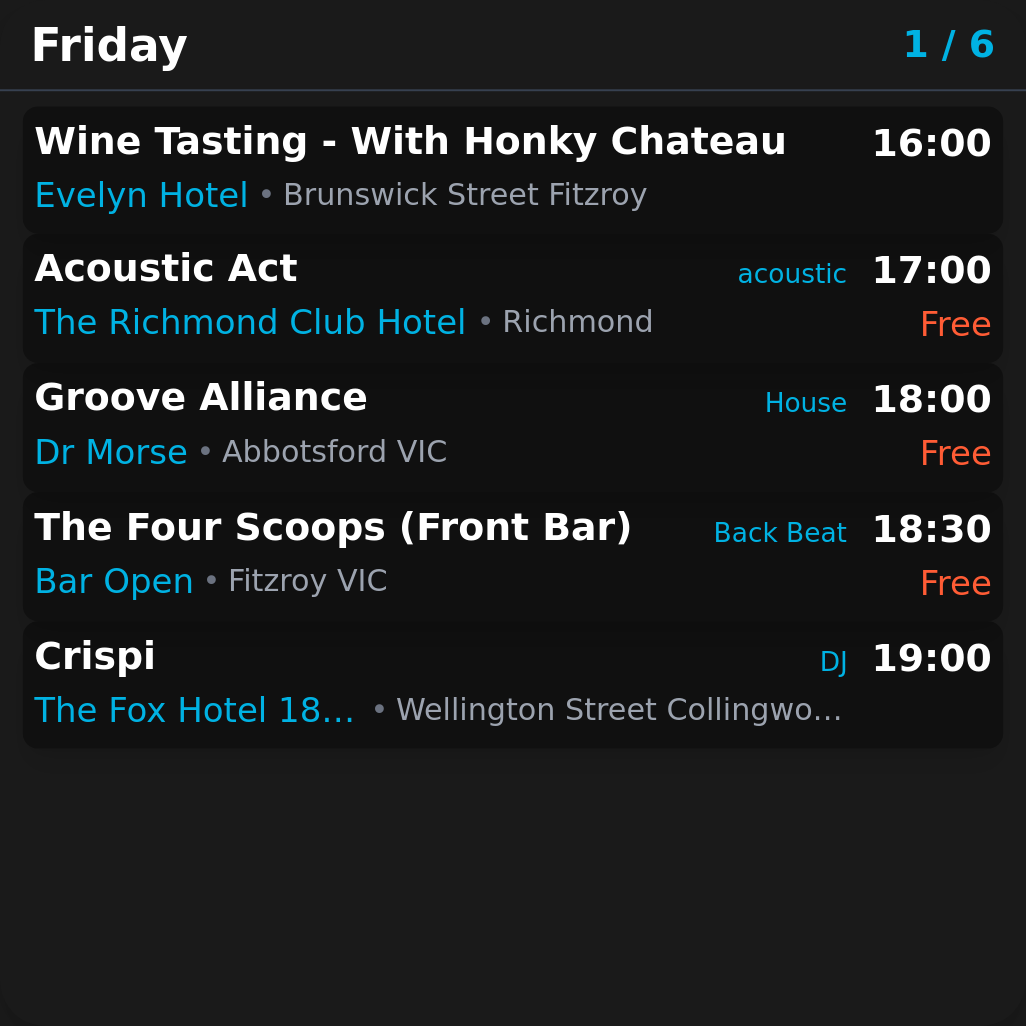 Friday 1 / 6
Wine Tasting - With Honky Chateau 16:00
Evelyn Hotel • Brunswick Street Fitzroy
Acoustic Act acoustic 17:00
The Richmond Club Hotel • Richmond Free
Groove Alliance House 18:00
Dr Morse • Abbotsford VIC Free
The Four Scoops (Front Bar) Back Beat 18:30
Bar Open • Fitzroy VIC Free
Crispi DJ 19:00
The Fox Hotel 18… • Wellington Street Collingwo…